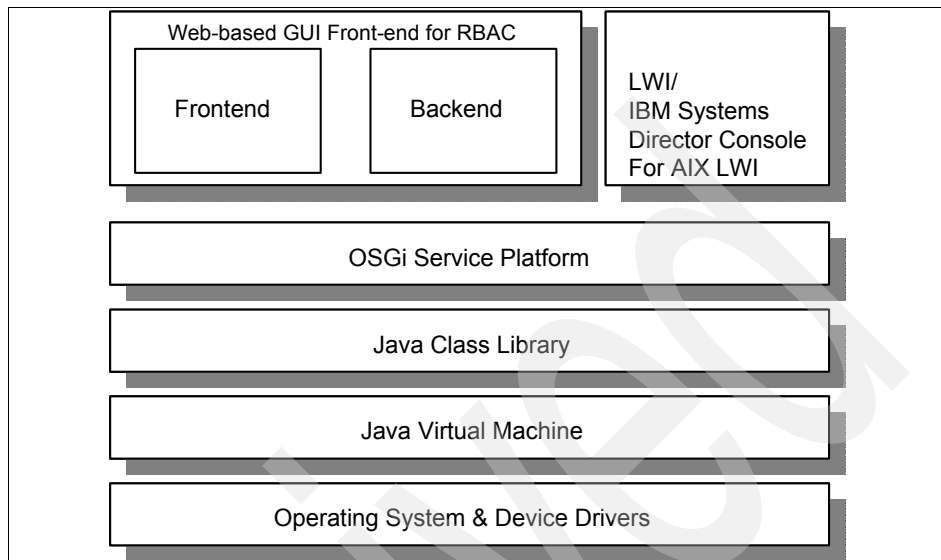 Web-based GUI Front-end for RBAC
Frontend
Backend
LWI/
IBM Systems
Director Console
For AIX LWI
OSGi Service Platform
Java Class Library
Java Virtual Machine
Operating System & Device Drivers